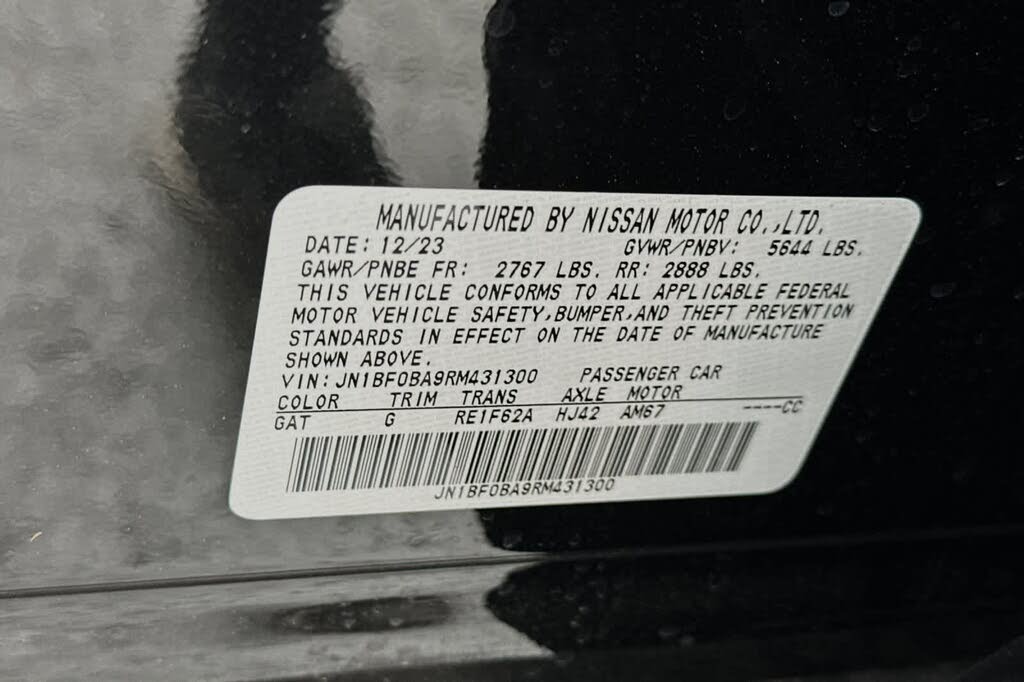 MANUFACTURED BY NISSAN MOTOR CO.,LTD.
DATE: 12/23 GVWR/PNBV: 5644 LBS.
GAWR/PNBE FR: 2767 LBS. RR: 2888 LBS.
THIS VEHICLE CONFORMS TO ALL APPLICABLE FEDERAL
MOTOR VEHICLE SAFETY,BUMPER,AND THEFT PREVENTION
STANDARDS IN EFFECT ON THE DATE OF MANUFACTURE
SHOWN ABOVE.
VIN: JN1BF0BA9RM431300 PASSENGER CAR
COLOR TRIM TRANS AXLE MOTOR
GAT G RE1F62A HJ42 AM67 ----CC
JN1BF0BA9RM431300